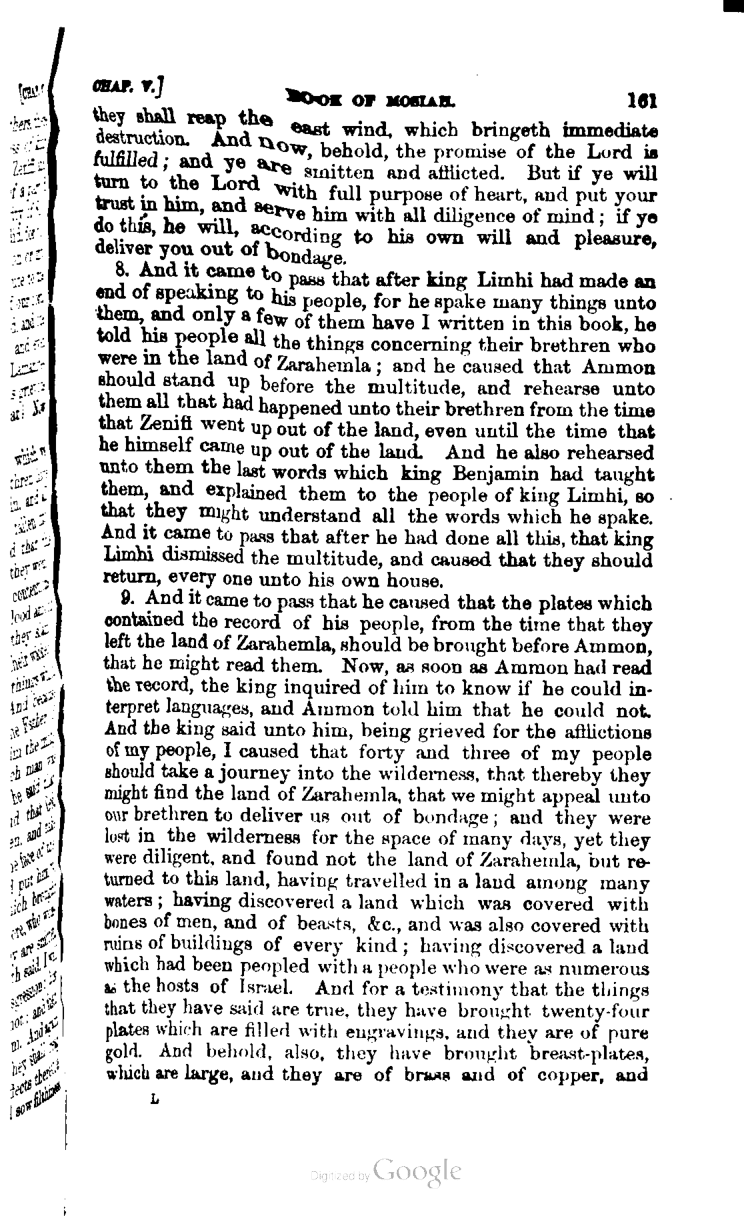 CHAP. V.] BOOK OF MOSIAH. 161
they shall reap the east wind, which bringeth immediate
destruction. And now, behold, the promise of the Lord is
fulfilled; and ye are smitten and afflicted. But if ye will
turn to the Lord with full purpose of heart, and put your
trust in him, and serve him with all diligence of mind; if ye
do this, he will, according to his own will and pleasure,
deliver you out of bondage.
8. And it came to pass that after king Limhi had made an
end of speaking to his people, for he spake many things unto
them, and only a few of them have I written in this book, he
told his people all the things concerning their brethren who
were in the land of Zarahemla; and he caused that Ammon
should stand up before the multitude, and rehearse unto
them all that had happened unto their brethren from the time
that Zeniff went up out of the land, even until the time that
he himself came up out of the land. And he also rehearsed
unto them the last words which king Benjamin had taught
them, and explained them to the people of king Limhi, so
that they might understand all the words which he spake.
And it came to pass that after he had done all this, that king
Limhi dismissed the multitude, and caused that they should
return, every one unto his own house.
9. And it came to pass that he caused that the plates which
contained the record of his people, from the time that they
left the land of Zarahemla, should be brought before Ammon,
that he might read them. Now, as soon as Ammon had read
the record, the king inquired of him to know if he could in-
terpret languages, and Ammon told him that he could not.
And the king said unto him, being grieved for the afflictions
of my people, I caused that forty and three of my people
should take a journey into the wilderness, that thereby they
might find the land of Zarahemla, that we might appeal unto
our brethren to deliver us out of bondage; and they were
lost in the wilderness for the space of many days, yet they
were diligent, and found not the land of Zarahemla, but re-
turned to this land, having travelled in a land among many
waters; having discovered a land which was covered with
bones of men, and of beasts, &c., and was also covered with
ruins of buildings of every kind; having discovered a land
which had been peopled with a people who were as numerous
as the hosts of Israel. And for a testimony that the things
that they have said are true, they have brought twenty-four
plates which are filled with engravings, and they are of pure
gold. And behold, also, they have brought breast-plates,
which are large, and they are of brass and of copper, and
L
Digitized by Google